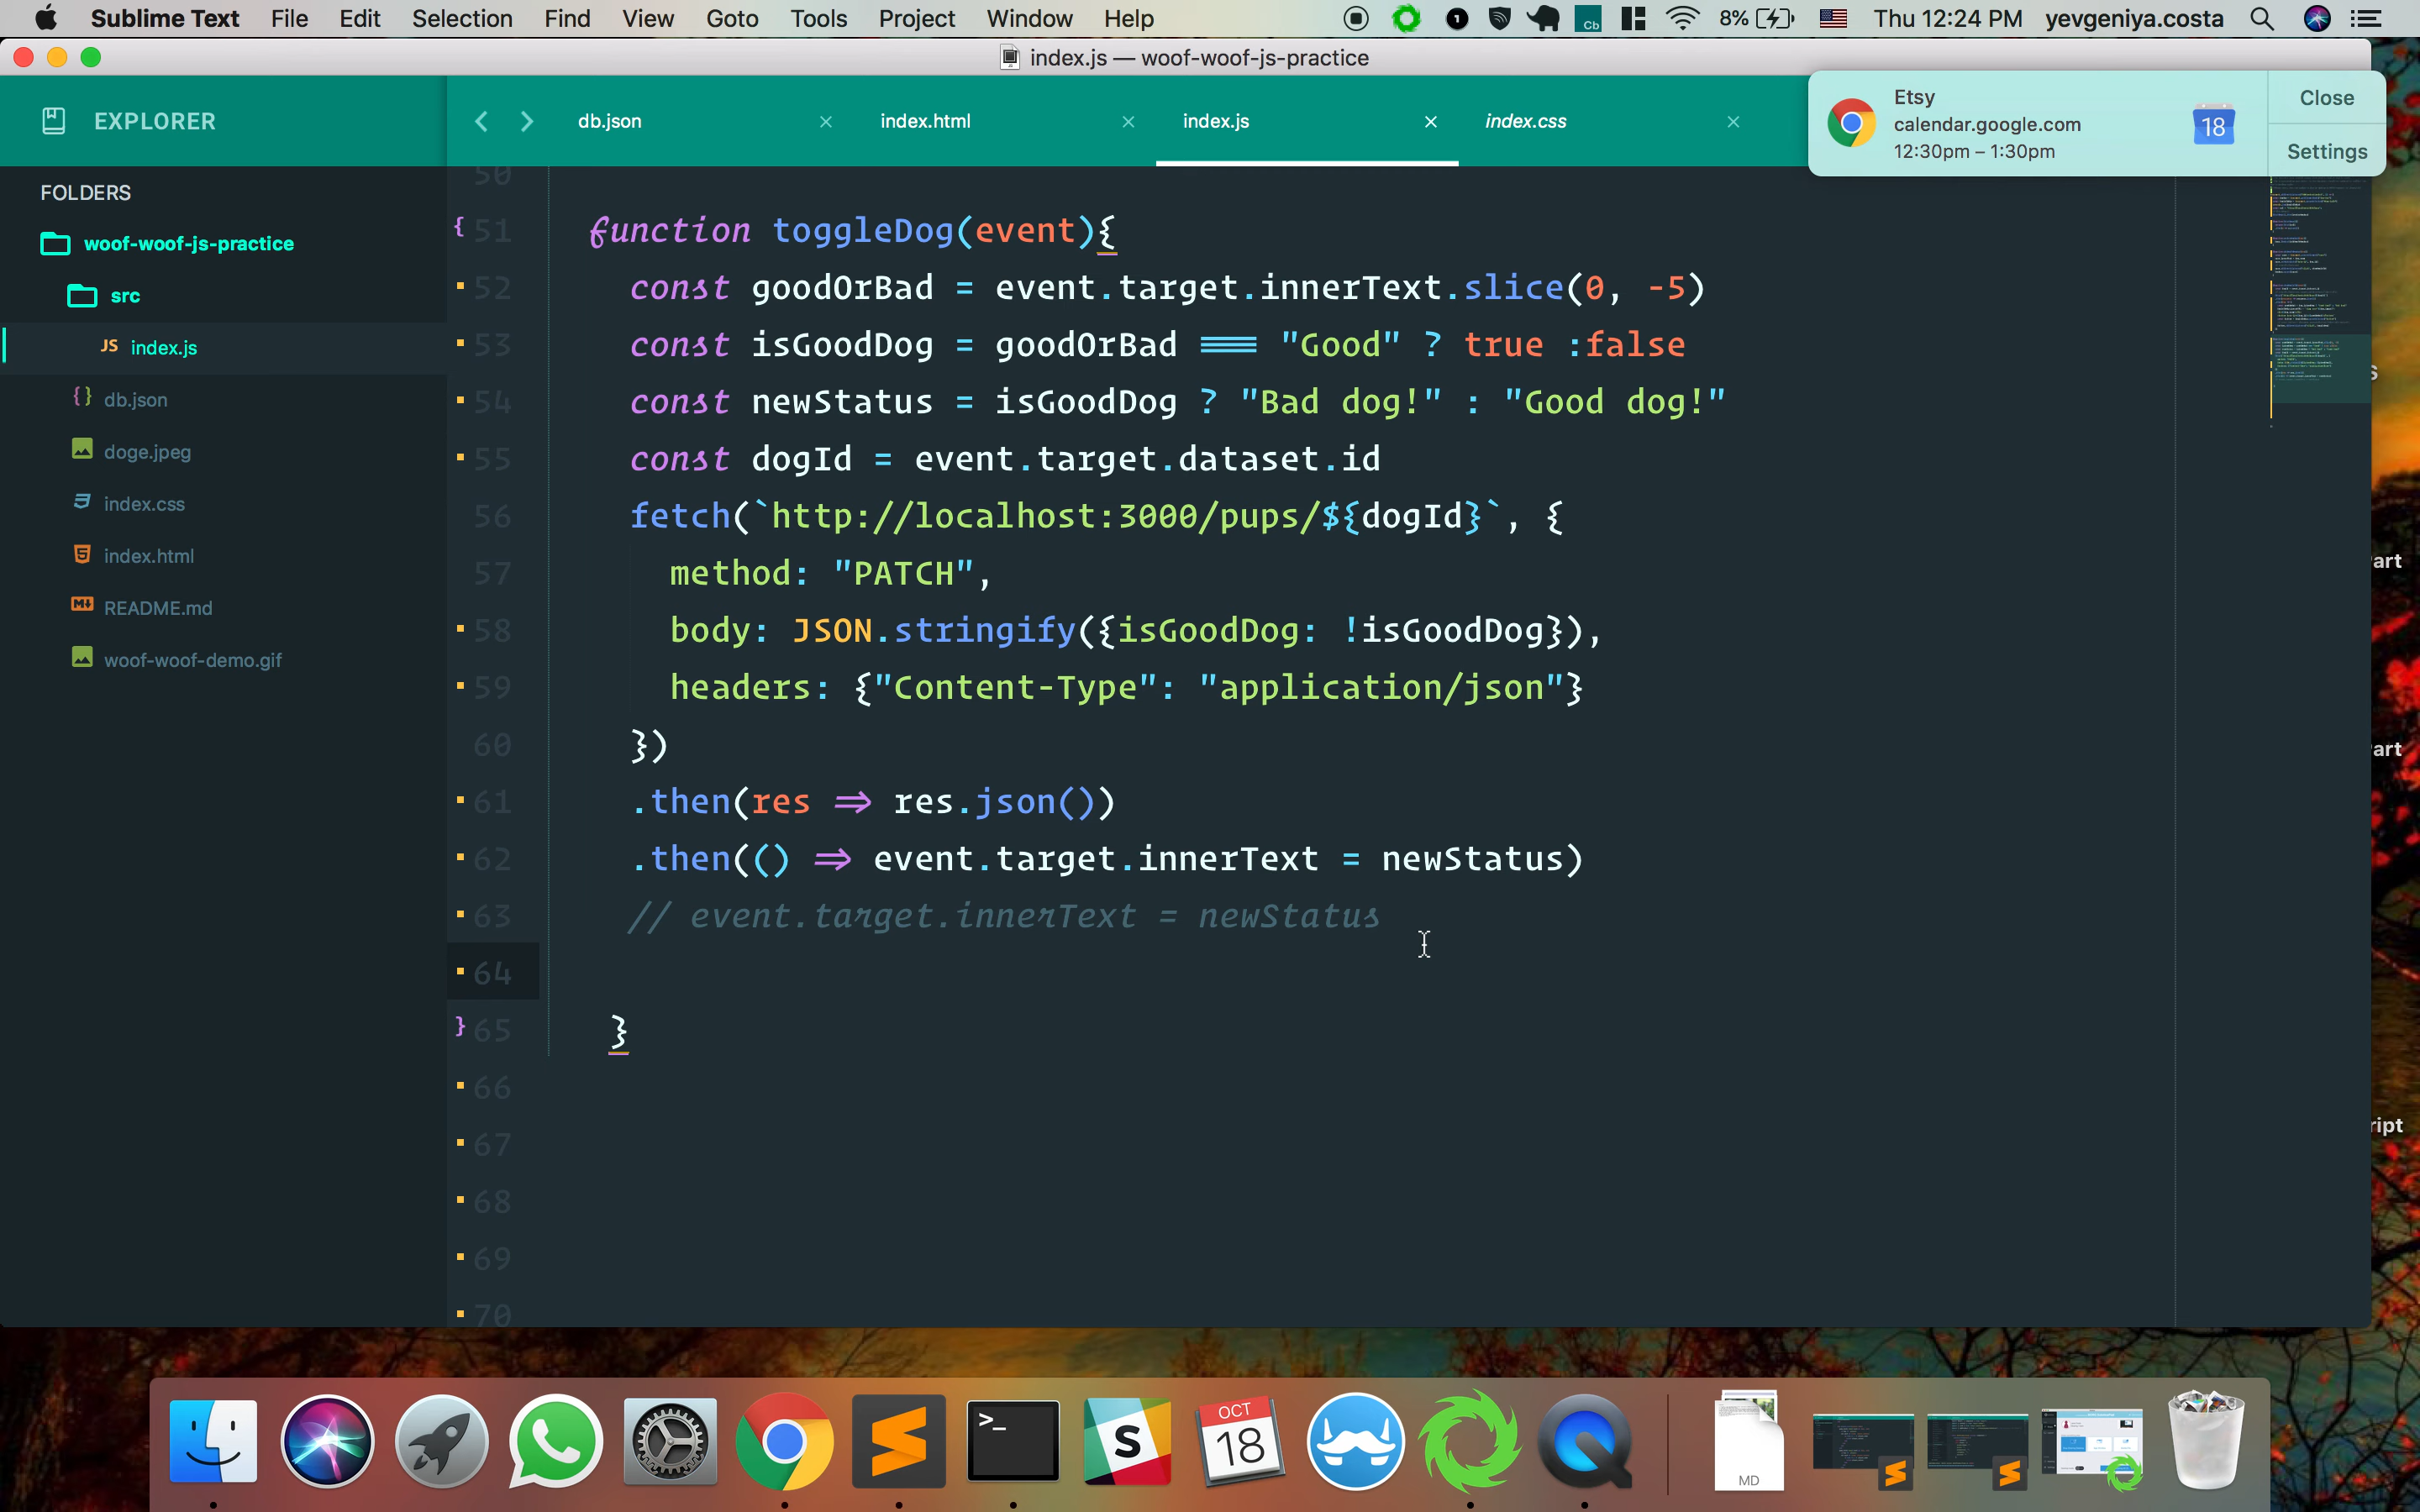 Sublime Text File Edit Selection Find View Goto Tools Project Window Help 1 Cb 8% Thu 12:24 PM yevgeniya.costa
index.js — woof-woof-js-practice
EXPLORER
db.json × index.html × index.js × index.css ×
Etsy
calendar.google.com
12:30pm – 1:30pm
18
Close
Settings
FOLDERS
woof-woof-js-practice
src
JS index.js
{} db.json
doge.jpeg
index.css
5 index.html
M↓ README.md
woof-woof-demo.gif
50
{ 51 function toggleDog(event){
52 const goodOrBad = event.target.innerText.slice(0, -5)
53 const isGoodDog = goodOrBad === "Good" ? true :false
54 const newStatus = isGoodDog ? "Bad dog!" : "Good dog!"
55 const dogId = event.target.dataset.id
56 fetch(`http://localhost:3000/pups/${dogId}`, {
57 method: "PATCH",
58 body: JSON.stringify({isGoodDog: !isGoodDog}),
59 headers: {"Content-Type": "application/json"}
60 })
61 .then(res => res.json())
62 .then(() => event.target.innerText = newStatus)
63 // event.target.innerText = newStatus
64
} 65 }
66
67
68
69
70
art
art
ript
>_
S
OCT
18
MD